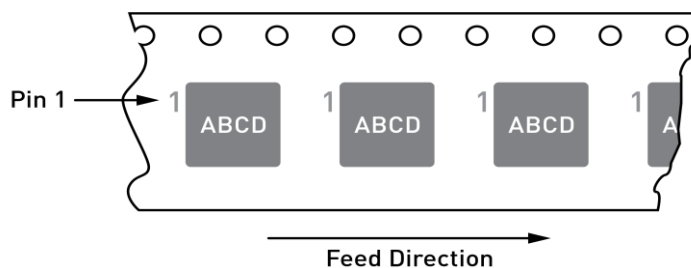 Pin 1
1 ABCD 1 ABCD 1 ABCD 1 A
Feed Direction